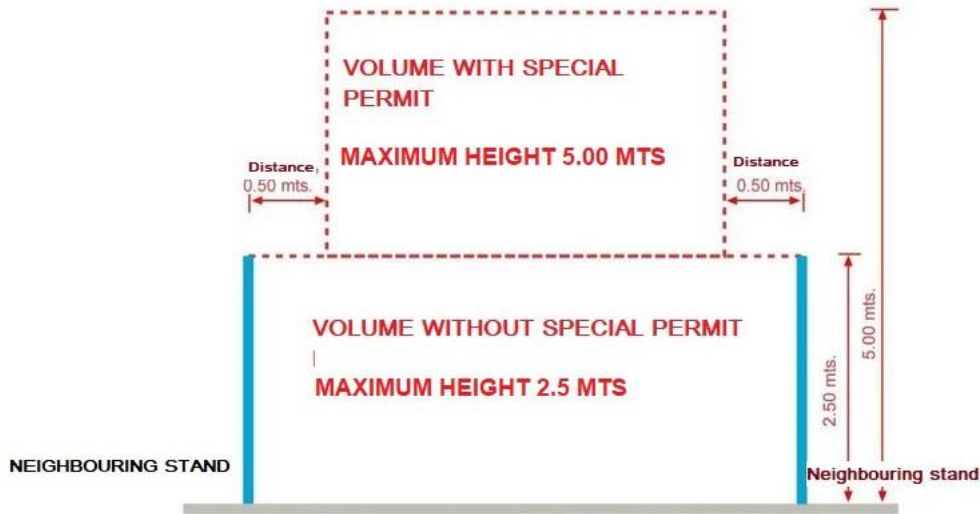 VOLUME WITH SPECIAL
PERMIT
MAXIMUM HEIGHT 5.00 MTS
Distance,
0.50 mts.
Distance
0.50 mts.
VOLUME WITHOUT SPECIAL PERMIT
MAXIMUM HEIGHT 2.5 MTS
2.50 mts.
5.00 mts.
NEIGHBOURING STAND
Neighbouring stand